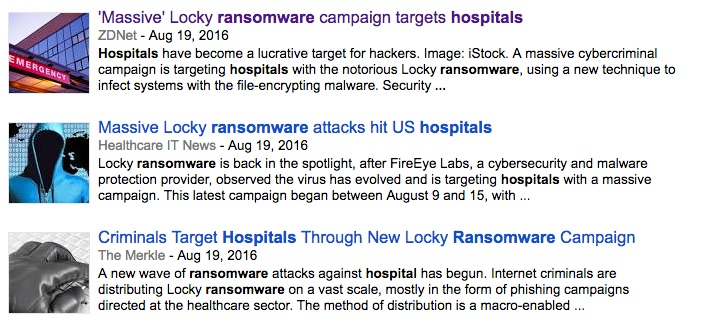 'Massive' Locky ransomware campaign targets hospitals
ZDNet - Aug 19, 2016
Hospitals have become a lucrative target for hackers. Image: iStock. A massive cybercriminal
campaign is targeting hospitals with the notorious Locky ransomware, using a new technique to
infect systems with the file-encrypting malware. Security ...
EMERGENCY
Massive Locky ransomware attacks hit US hospitals
Healthcare IT News - Aug 19, 2016
Locky ransomware is back in the spotlight, after FireEye Labs, a cybersecurity and malware
protection provider, observed the virus has evolved and is targeting hospitals with a massive
campaign. This latest campaign began between August 9 and 15, with ...
Criminals Target Hospitals Through New Locky Ransomware Campaign
The Merkle - Aug 19, 2016
A new wave of ransomware attacks against hospital has begun. Internet criminals are
distributing Locky ransomware on a vast scale, mostly in the form of phishing campaigns
directed at the healthcare sector. The method of distribution is a macro-enabled ...